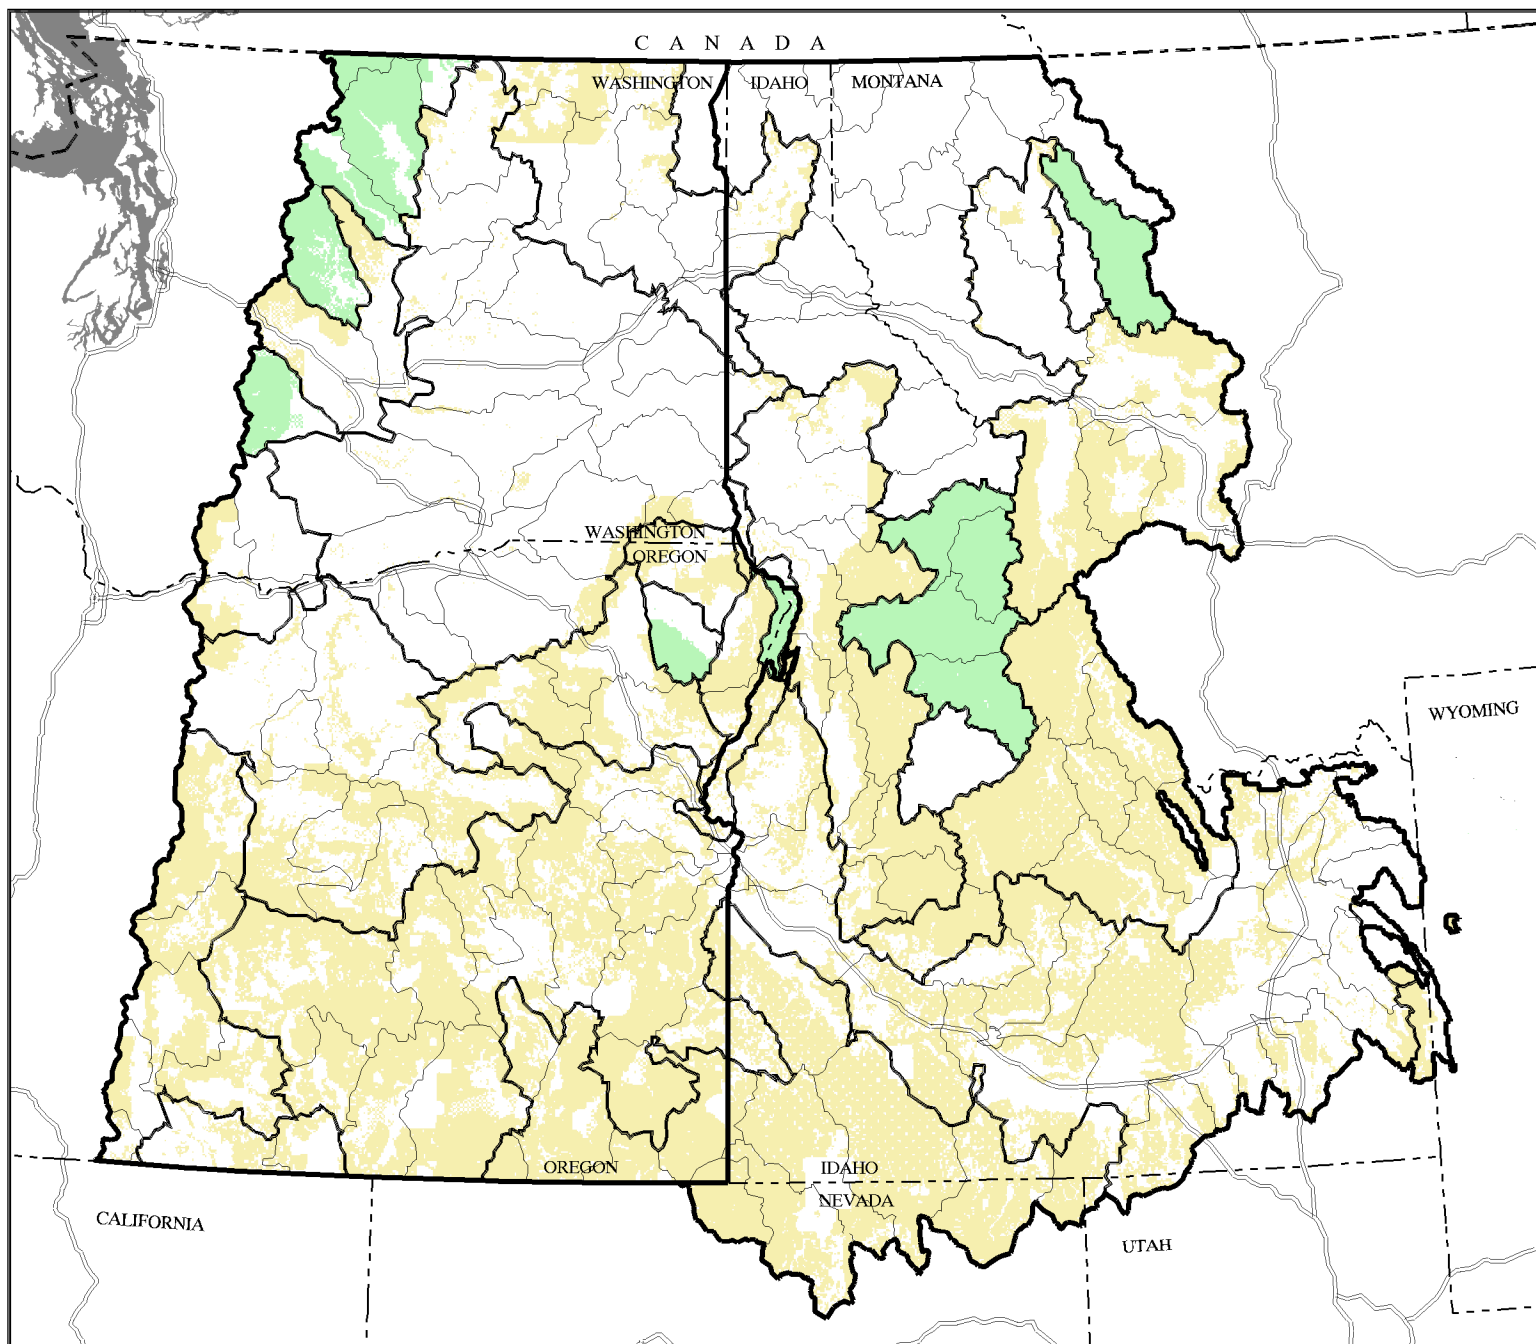 C A N A D A
WASHINGTON
IDAHO
MONTANA
WASHINGTON
OREGON
WYOMING
OREGON
IDAHO
NEVADA
CALIFORNIA
UTAH